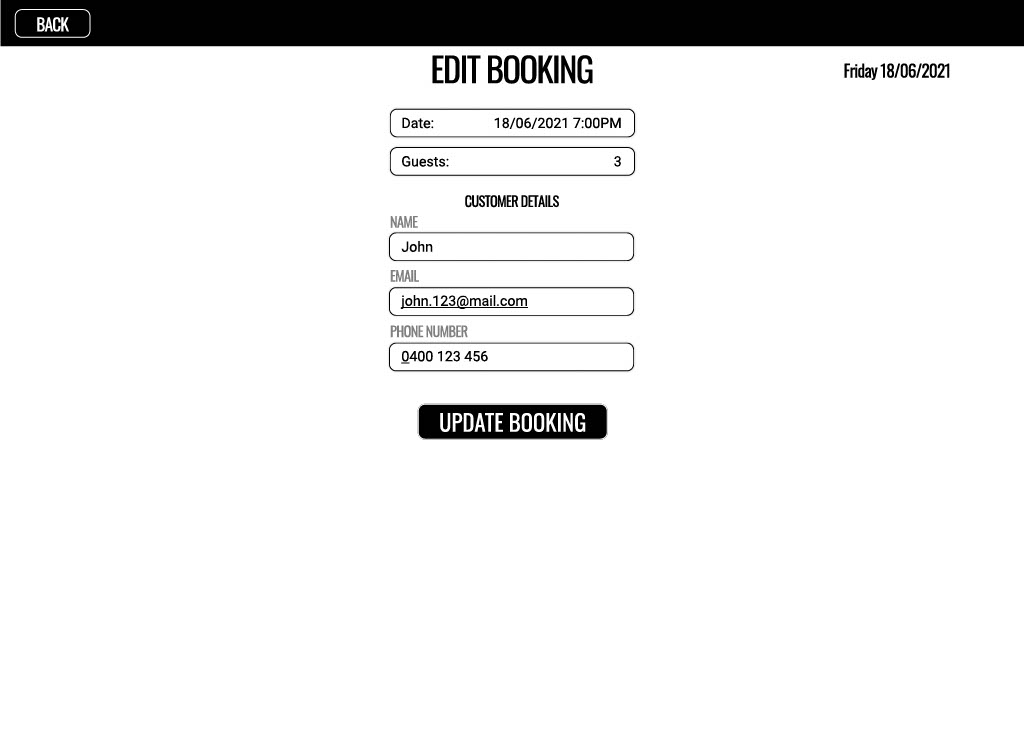 BACK
EDIT BOOKING
Friday 18/06/2021
Date: 18/06/2021 7:00PM
Guests: 3
CUSTOMER DETAILS
NAME
John
EMAIL
john.123@mail.com
PHONE NUMBER
0400 123 456
UPDATE BOOKING